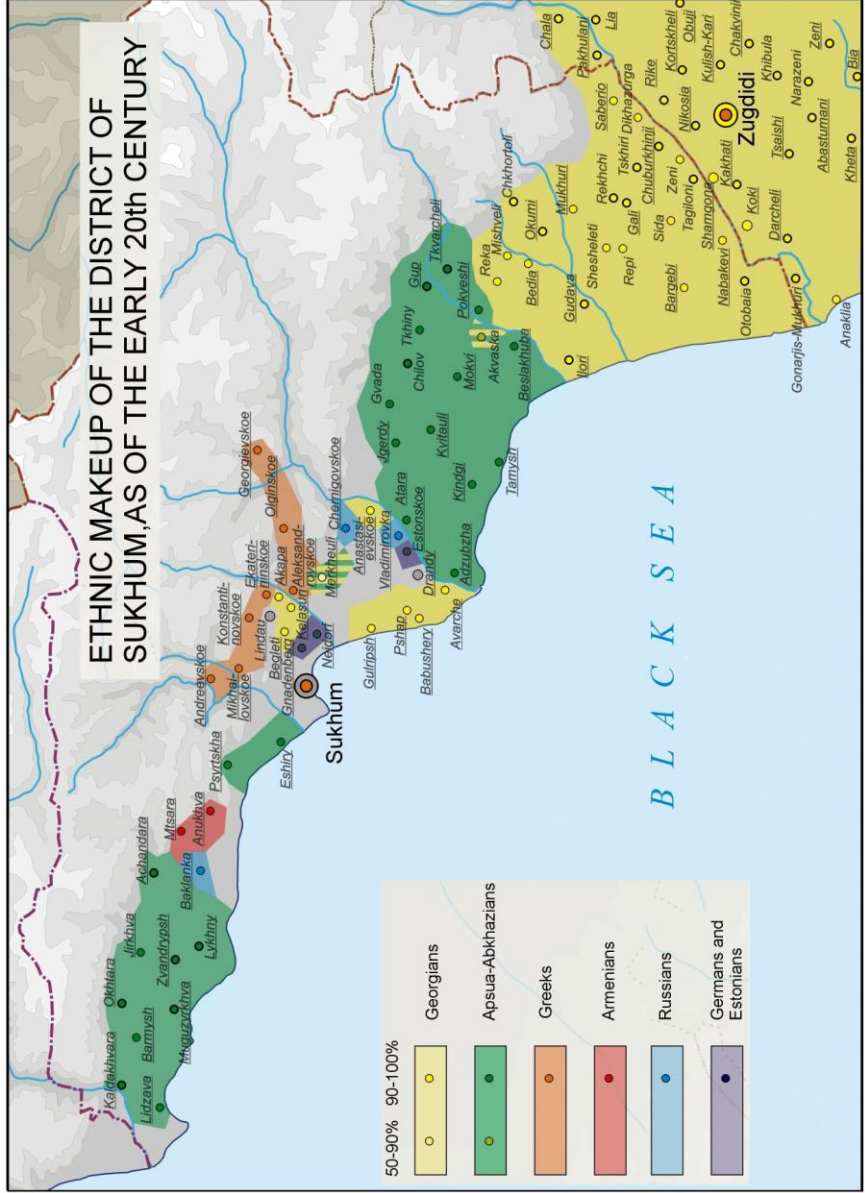 ETHNIC MAKEUP OF THE DISTRICT OF
SUKHUM,AS OF THE EARLY 20th CENTURY
Kaldakhvara
Okhtara
Lidzava
Barmysh
Jirkhva
Achandara
Muguzyrkhva
Zvandrypsh
Lykhny
Baklanka
Mtsara
Anukhva
Psyrtskha
Eshiry
Sukhum
Andreevskoe
Mikhai-
lovskoe
Konstanti-
novskoe
Lindau
Begleti
Gnadenberg
Kelasuri
Neidorf
Ekateri-
ninskoe
Akapa
Aleksand-
rovskoe
Olginskoe
Georgievskoe
Merkheuli
Chernigovskoe
Anastasi-
evskoe
Vladimirovka
Estonskoe
Drandy
Gulripsh
Pshap
Babushery
Avarche
Adzubzha
Atara
Jgerdy
Gvada
Kvitauli
Kindgi
Tamysh
Chilov
Tkhiny
Gup
Tkvarcheli
Mokvi
Pokveshi
Akvaska
Beslakhuba
Reka
Mishveli
Bedia
Chkhortoli
Okumi
Mukhuri
Gudava
Ilori
Shesheleti
Repi
Rekhchi
Gali
Tskhiri
Saberio
Dikhazurga
Chuburkhinji
Sida
Zeni
Tagiloni
Bargebi
Nabakevi
Shamgona
Otobaia
Chala
Pakhulani
Lia
Rike
Kortskheli
Obuji
Nikosia
Kulish-Kari
Chakvinji
Zugdidi
Khibula
Zeni
Narazeni
Bia
Kakhati
Koki
Tsaishi
Abastumani
Darcheli
Kheta
Gonarjis-Mukhuri
Anaklia
BLACK SEA
50-90% 90-100%
Georgians
Apsua-Abkhazians
Greeks
Armenians
Russians
Germans and
Estonians